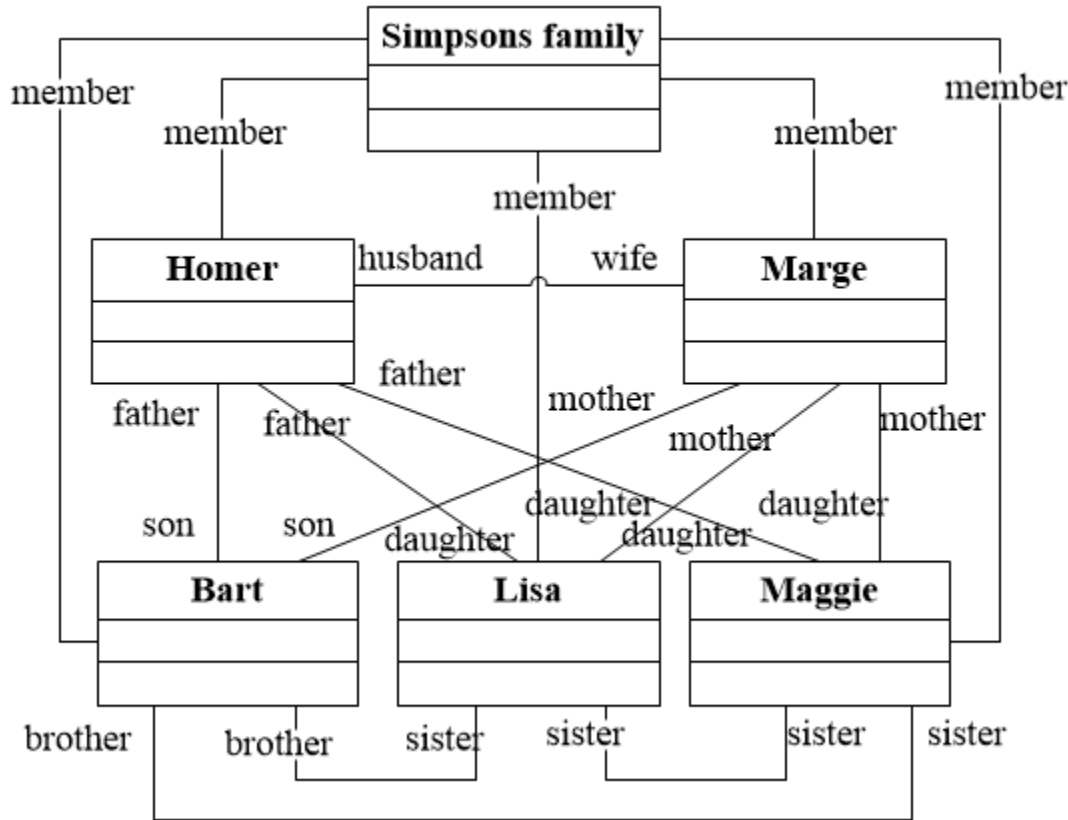 Simpsons family
member
member
member
member
member
husband
wife
Homer
Marge
father
mother
father
father
mother
mother
daughter
daughter
son
son
daughter
daughter
Bart
Lisa
Maggie
brother
brother
sister
sister
sister
sister